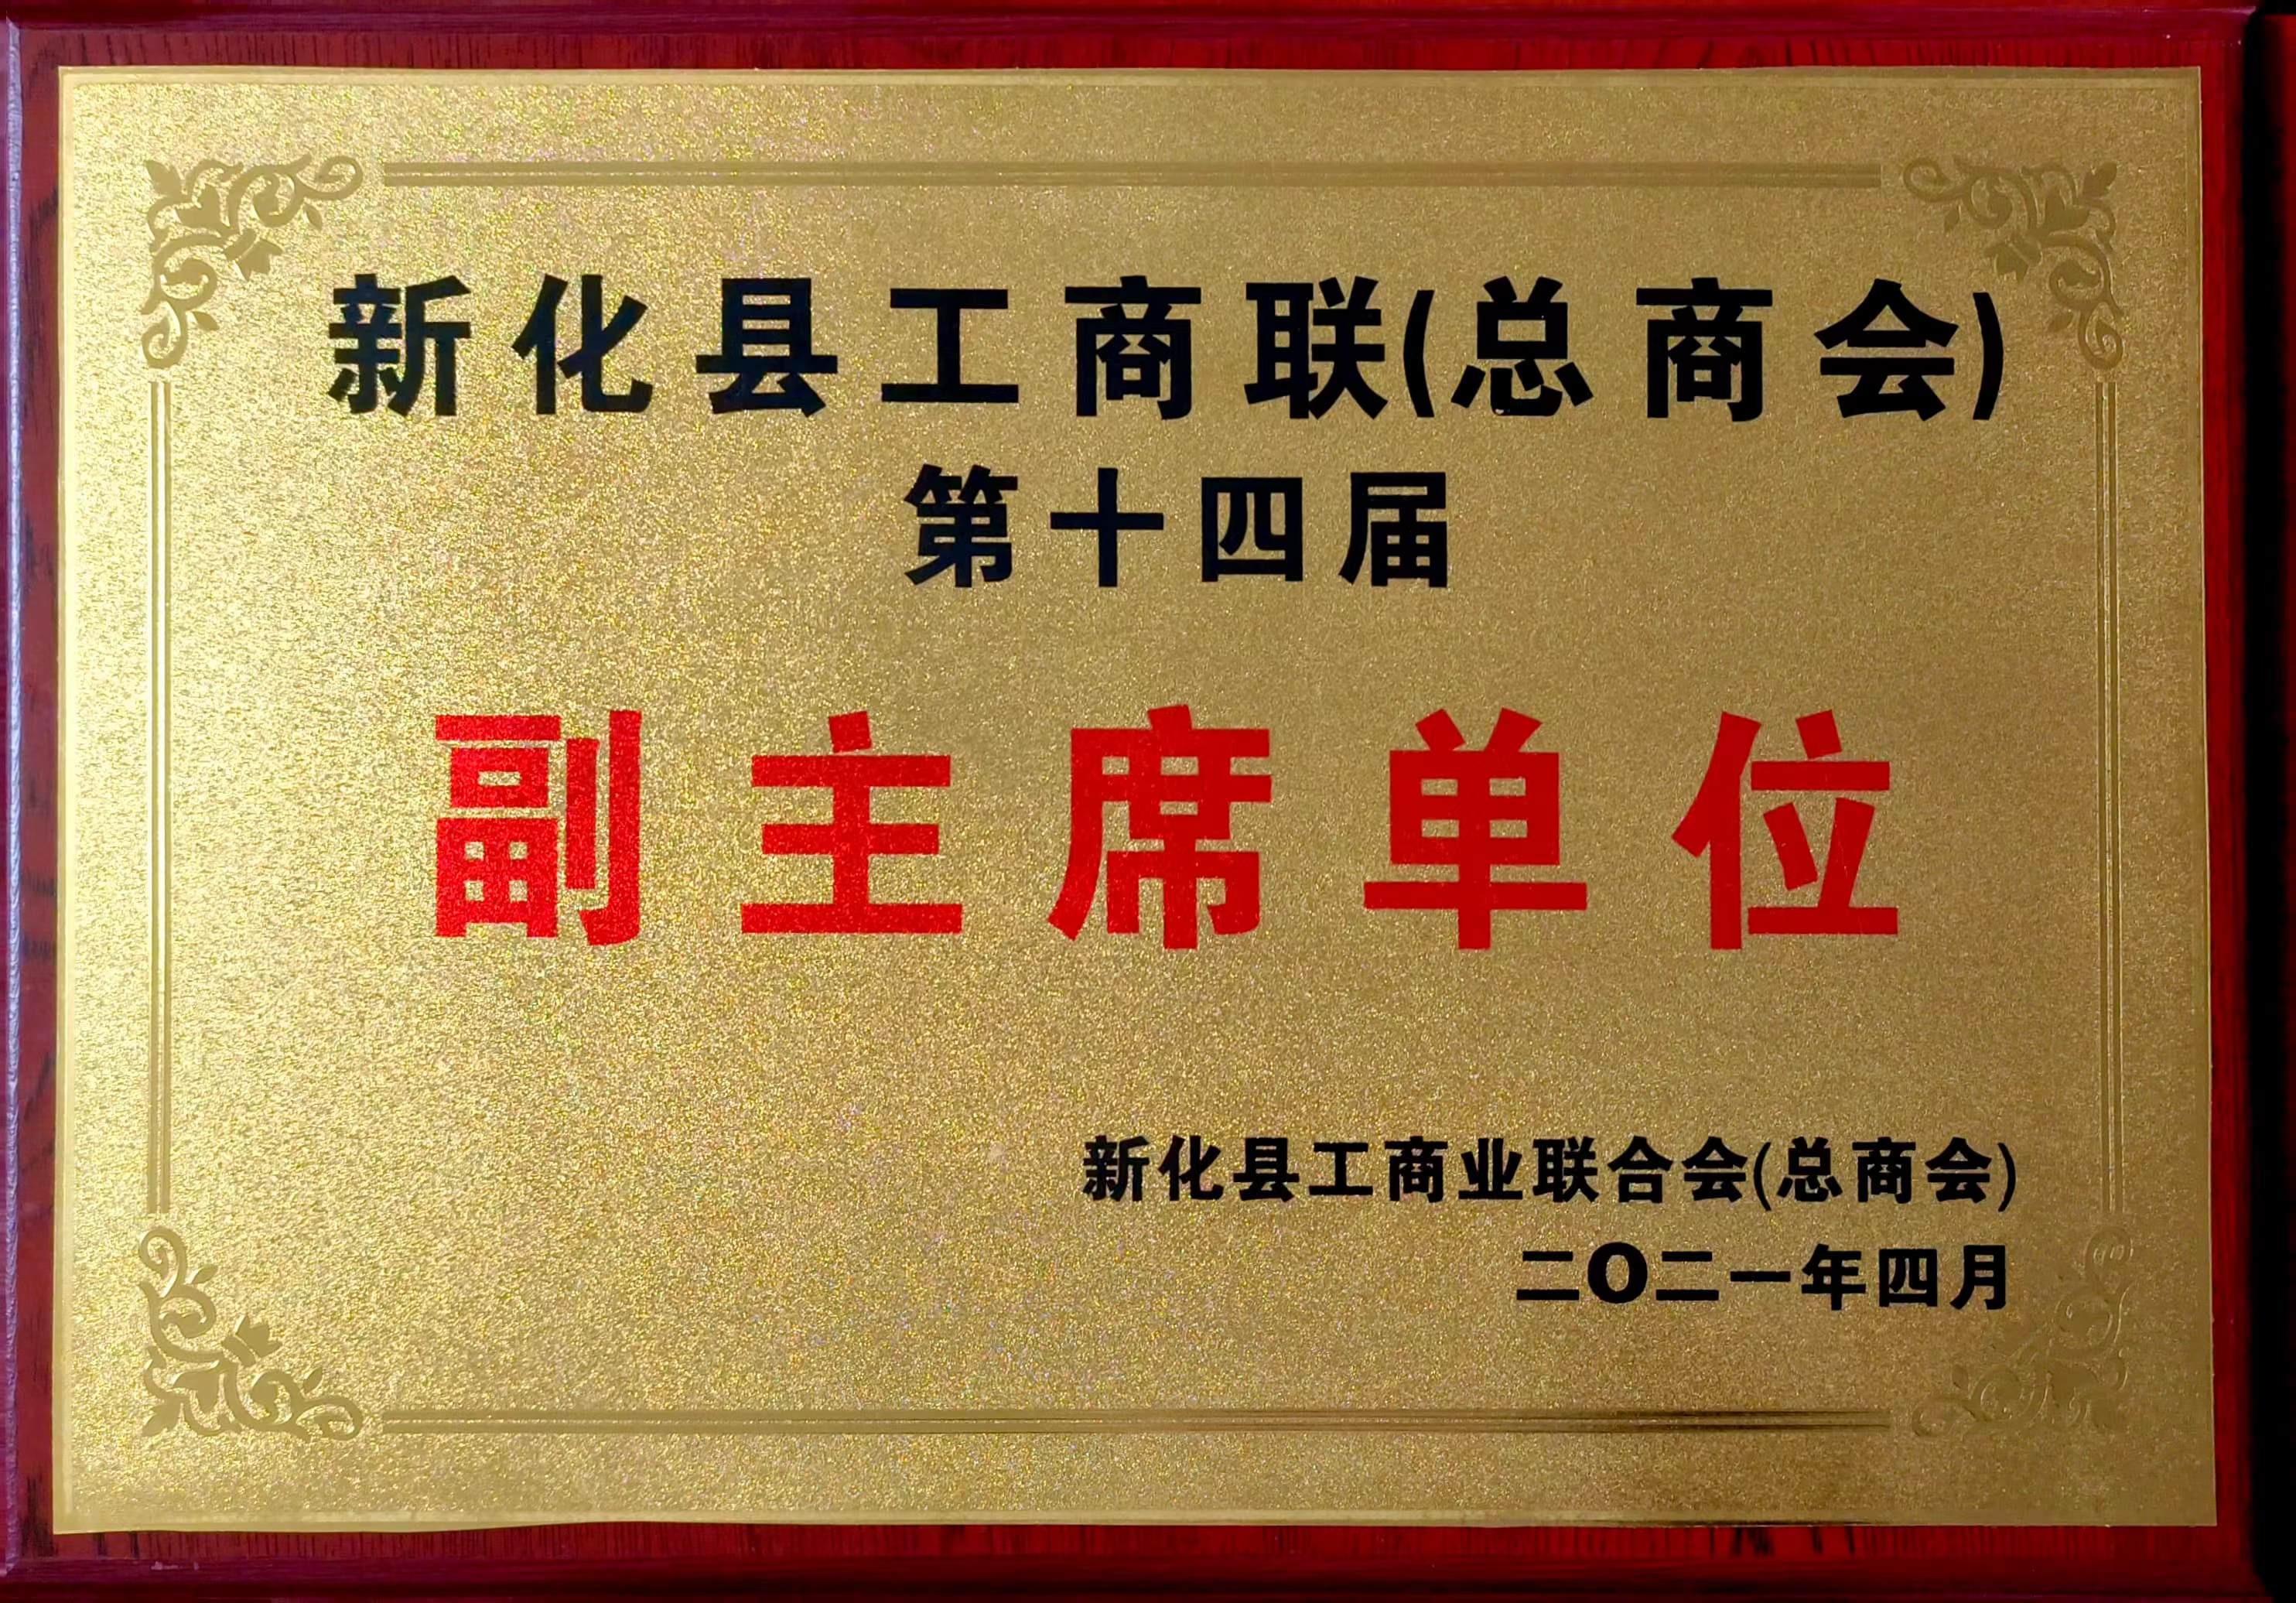 新化县工商联(总商会)
第十四届
副主席单位
新化县工商业联合会(总商会)
二〇二一年四月